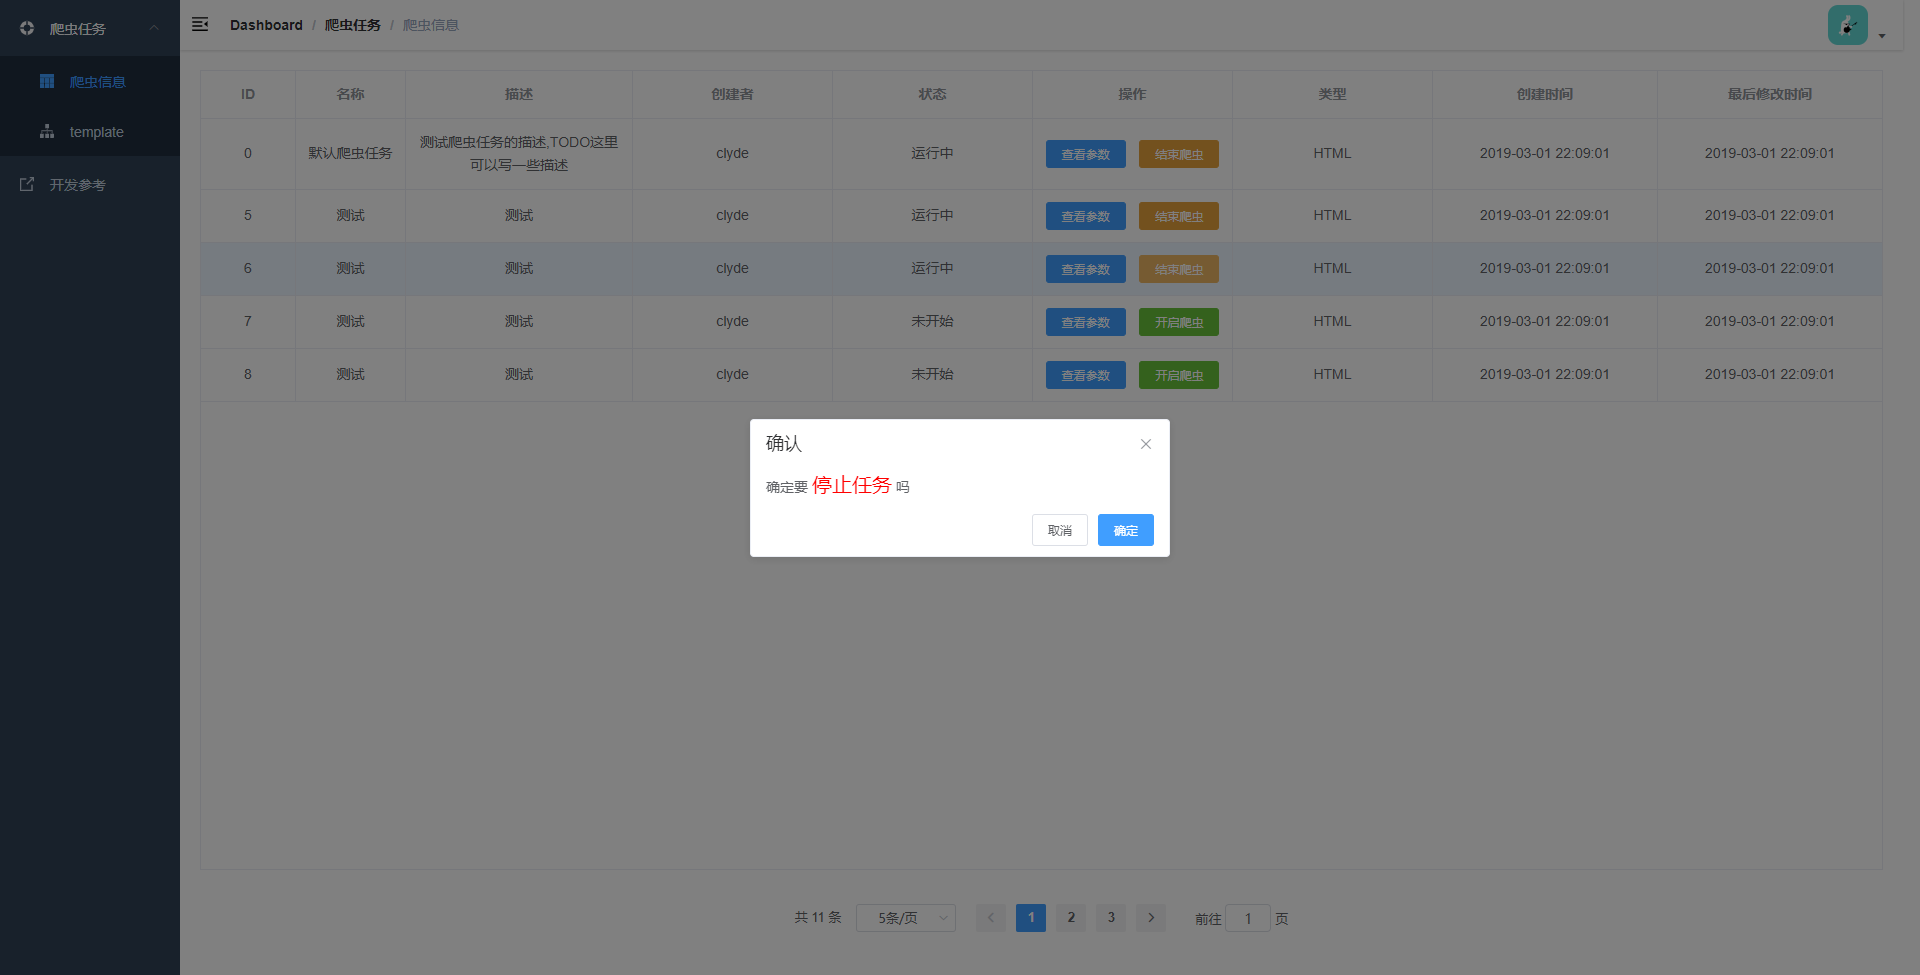 爬虫任务
爬虫信息
template
开发参考
Dashboard / 爬虫任务 / 爬虫信息
ID 名称 描述 创建者 状态 操作 类型 创建时间 最后修改时间
0 默认爬虫任务 测试爬虫任务的描述,TODO这里
可以写一些描述 clyde 运行中 查看参数 结束爬虫 HTML 2019-03-01 22:09:01 2019-03-01 22:09:01
5 测试 测试 clyde 运行中 查看参数 结束爬虫 HTML 2019-03-01 22:09:01 2019-03-01 22:09:01
6 测试 测试 clyde 运行中 查看参数 结束爬虫 HTML 2019-03-01 22:09:01 2019-03-01 22:09:01
7 测试 测试 clyde 未开始 查看参数 开启爬虫 HTML 2019-03-01 22:09:01 2019-03-01 22:09:01
8 测试 测试 clyde 未开始 查看参数 开启爬虫 HTML 2019-03-01 22:09:01 2019-03-01 22:09:01
确认
确定要 停止任务 吗
取消 确定
共 11 条 5条/页 1 2 3 前往 1 页